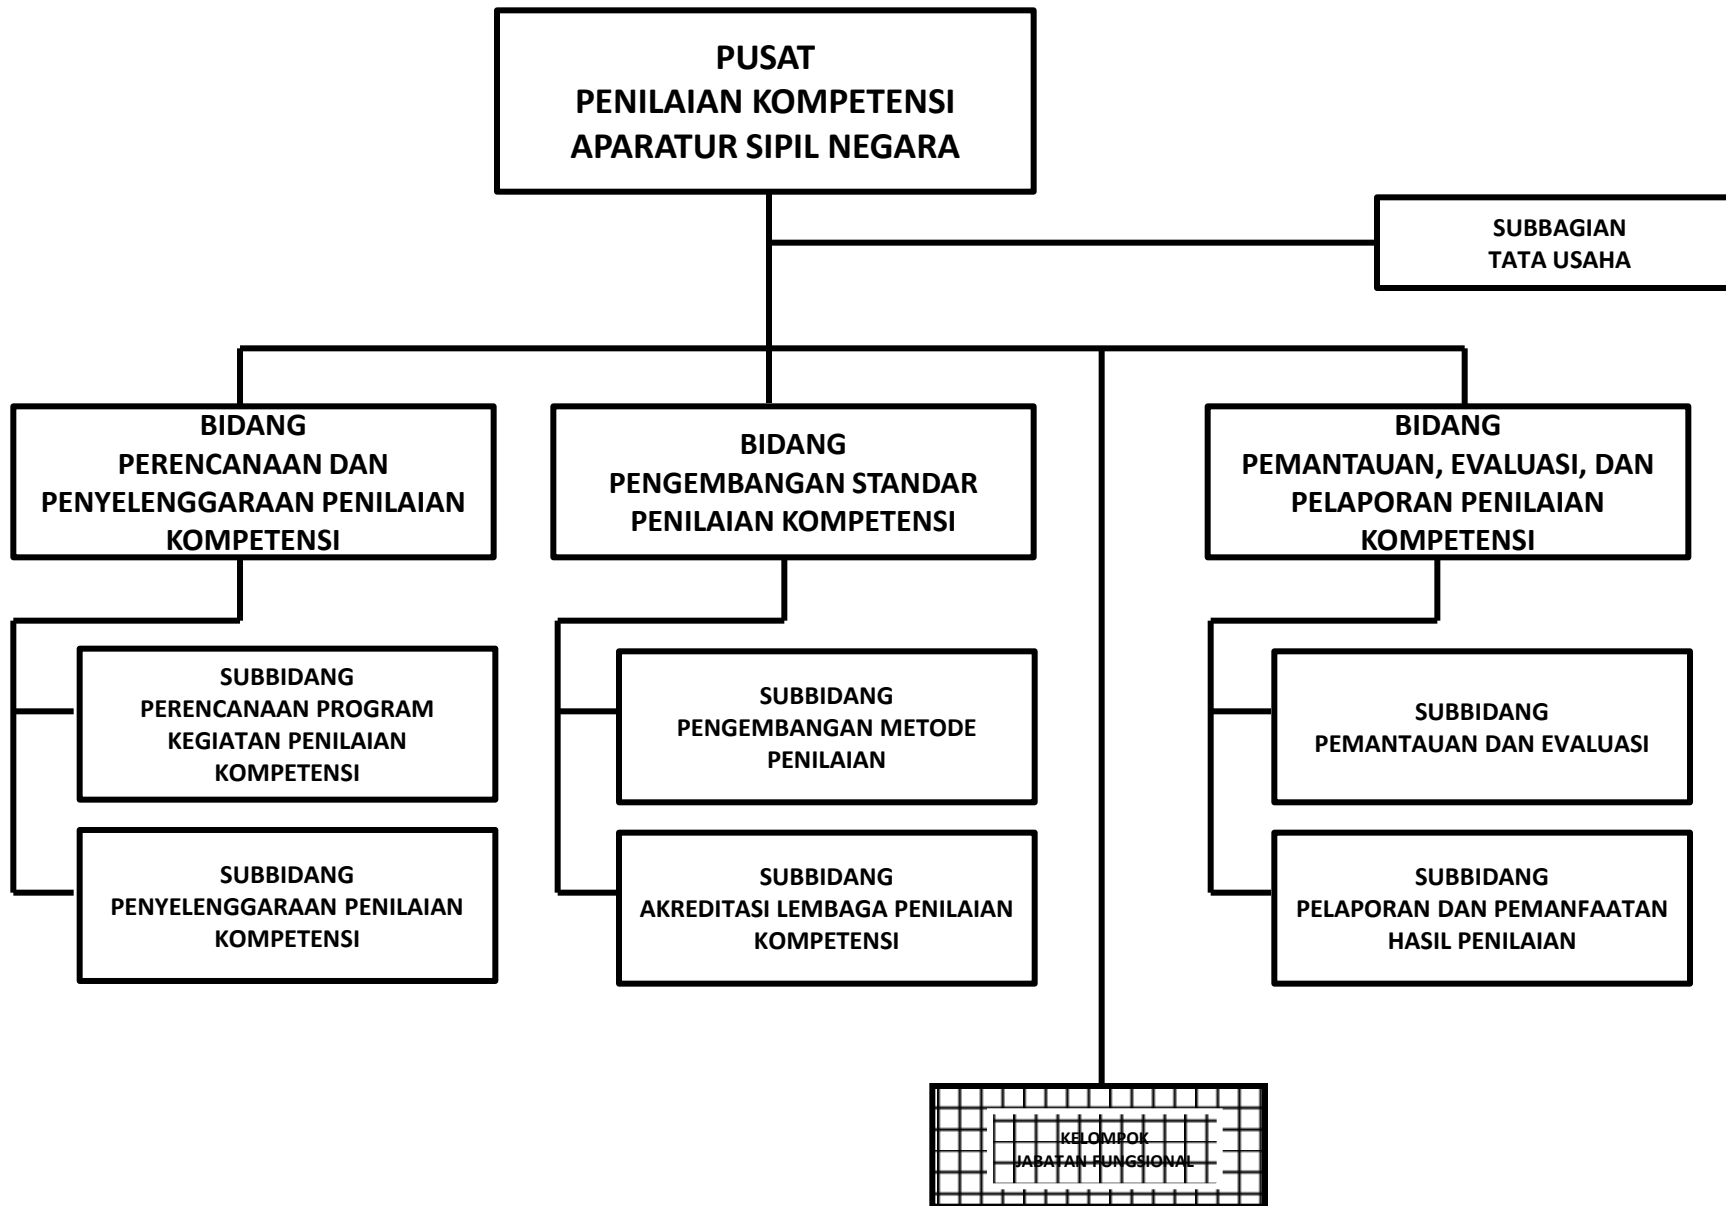 PUSAT
PENILAIAN KOMPETENSI
APARATUR SIPIL NEGARA
SUBBAGIAN
TATA USAHA
BIDANG
PERENCANAAN DAN
PENYELENGGARAAN PENILAIAN
KOMPETENSI
BIDANG
PENGEMBANGAN STANDAR
PENILAIAN KOMPETENSI
BIDANG
PEMANTAUAN, EVALUASI, DAN
PELAPORAN PENILAIAN
KOMPETENSI
SUBBIDANG
PERENCANAAN PROGRAM
KEGIATAN PENILAIAN
KOMPETENSI
SUBBIDANG
PENGEMBANGAN METODE
PENILAIAN
SUBBIDANG
PEMANTAUAN DAN EVALUASI
SUBBIDANG
PENYELENGGARAAN PENILAIAN
KOMPETENSI
SUBBIDANG
AKREDITASI LEMBAGA PENILAIAN
KOMPETENSI
SUBBIDANG
PELAPORAN DAN PEMANFAATAN
HASIL PENILAIAN
KELOMPOK
JABATAN FUNGSIONAL